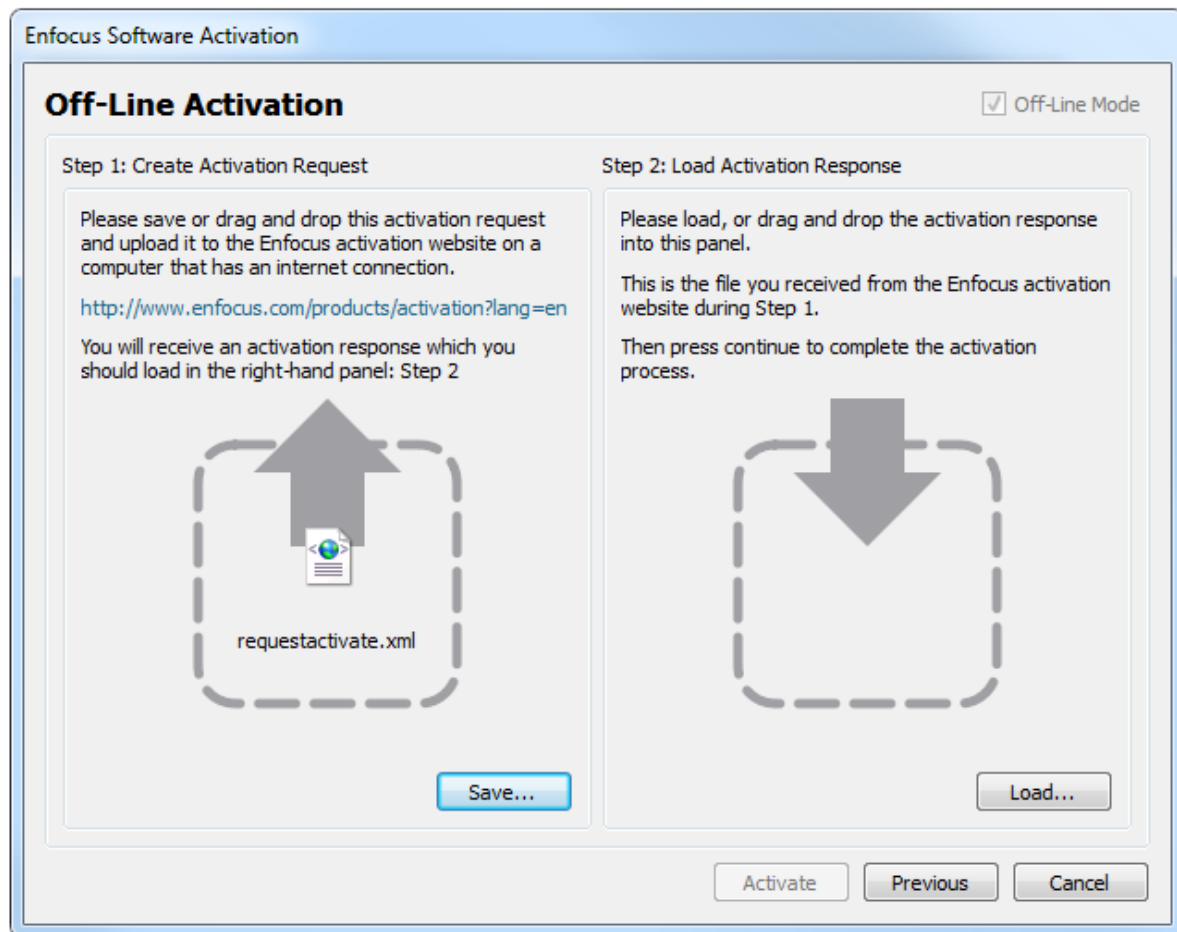 Enfocus Software Activation
Off-Line Activation
Off-Line Mode
Step 1: Create Activation Request
Please save or drag and drop this activation request
and upload it to the Enfocus activation website on a
computer that has an internet connection.
http://www.enfocus.com/products/activation?lang=en
You will receive an activation response which you
should load in the right-hand panel: Step 2
requestactivate.xml
Save...
Step 2: Load Activation Response
Please load, or drag and drop the activation response
into this panel.
This is the file you received from the Enfocus activation
website during Step 1.
Then press continue to complete the activation
process.
Load...
Activate
Previous
Cancel